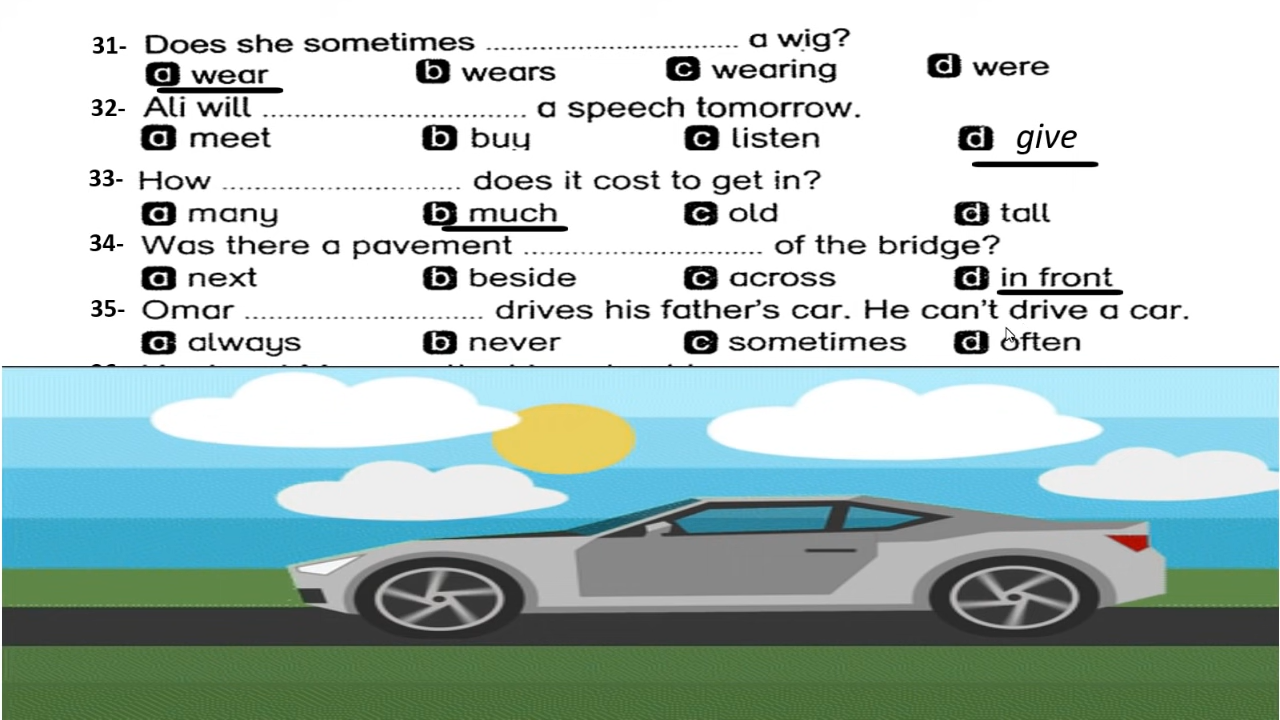 31- Does she sometimes .................................. a wig?
a wear b wears c wearing d were
32- Ali will .................................. a speech tomorrow.
a meet b buy c listen d give
33- How .................................. does it cost to get in?
a many b much c old d tall
34- Was there a pavement .................................. of the bridge?
a next b beside c across d in front
35- Omar .................................. drives his father's car. He can't drive a car.
a always b never c sometimes d often